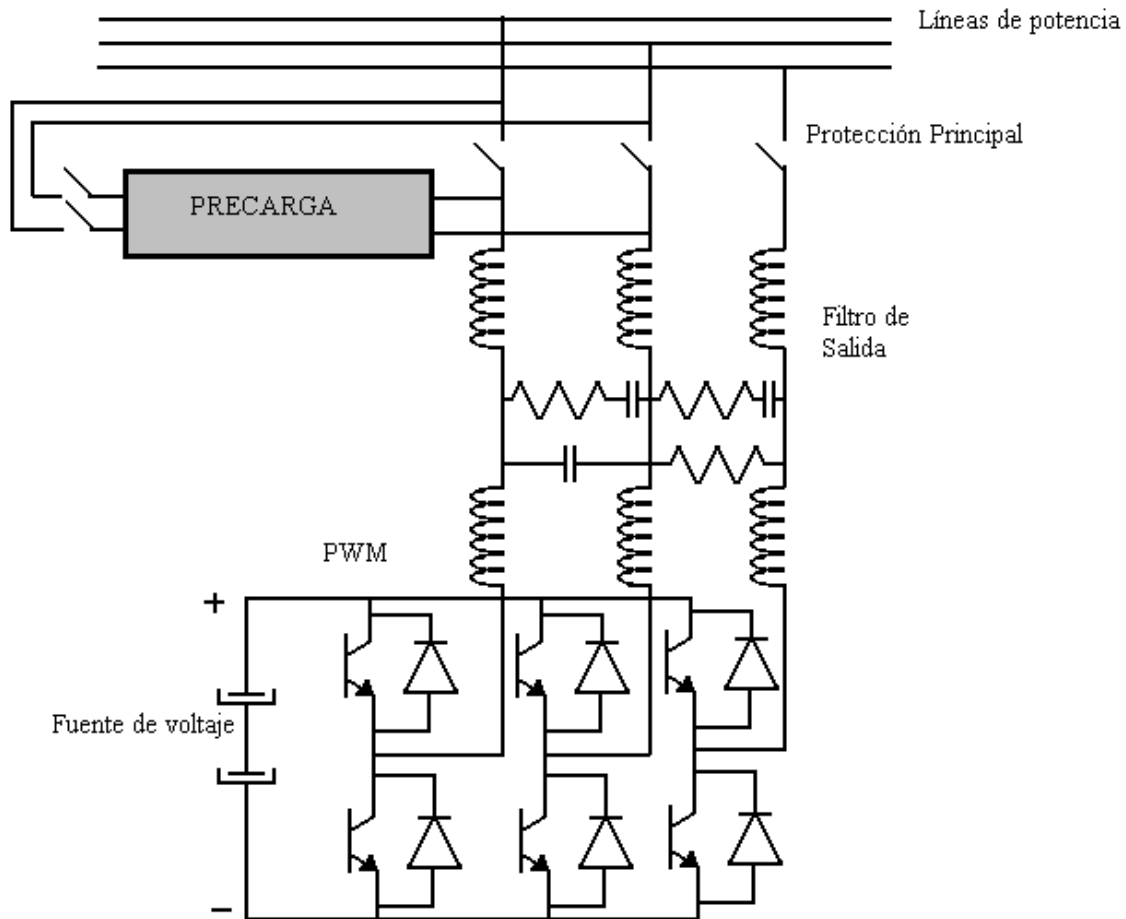 Líneas de potencia
Protección Principal
PRECARGA
Filtro de
Salida
PWM
+
Fuente de voltaje
−